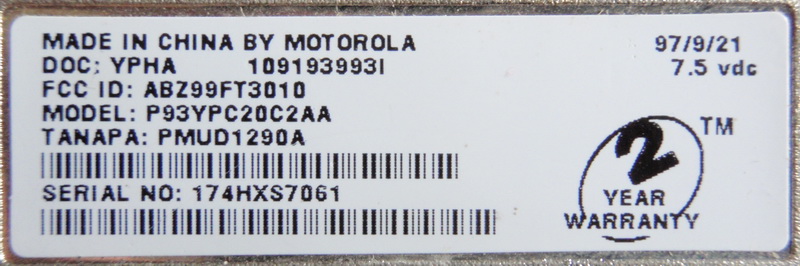 MADE IN CHINA BY MOTOROLA 97/9/21
DOC: YPHA 109193993I 7.5 vdc
FCC ID: ABZ99FT3010
MODEL: P93YPC20C2AA
TANAPA: PMUD1290A
SERIAL NO: 174HXS7061
2 TM
YEAR
WARRANTY